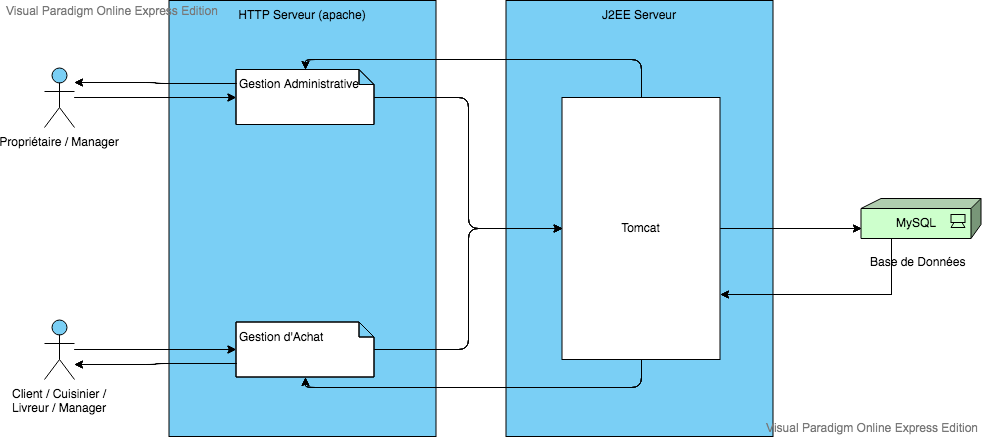 Visual Paradigm Online Express Edition
HTTP Serveur (apache)
J2EE Serveur
Gestion Administrative
Propriétaire / Manager
Tomcat
MySQL
Base de Données
Gestion d'Achat
Client / Cuisinier /
Livreur / Manager
Visual Paradigm Online Express Edition